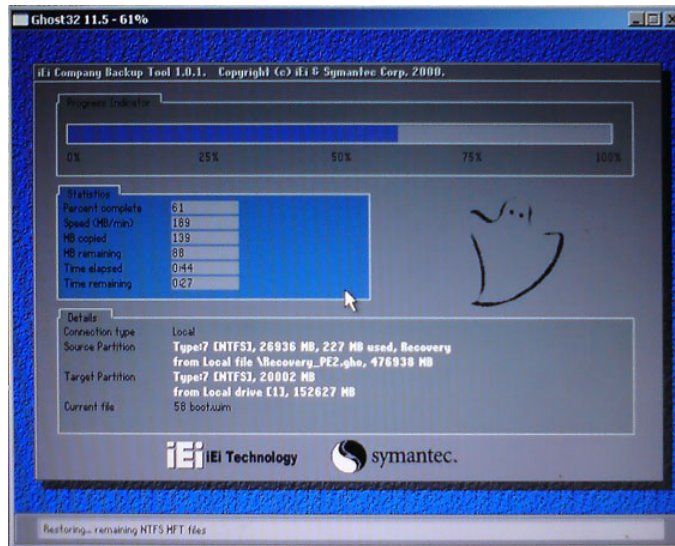 Ghost32 11.5 - 61%
iEi Company Backup Tool 1.0.1. Copyright (c) iEi & Symantec Corp. 2000.
Progress Indicator
0% 25% 50% 75% 100%
Statistics
Percent complete 61
Speed (MB/min) 189
MB copied 139
MB remaining 88
Time elapsed 0:44
Time remaining 0:27
Details
Connection type Local
Source Partition Type:7 [NTFS], 26936 MB, 227 MB used, Recovery
from Local file \Recovery_PE2.gho, 476938 MB
Target Partition Type:7 [NTFS], 20002 MB
from Local drive [1], 152627 MB
Current file 58 boot.wim
iEi iEi Technology symantec.
Restoring... remaining NTFS MFT files